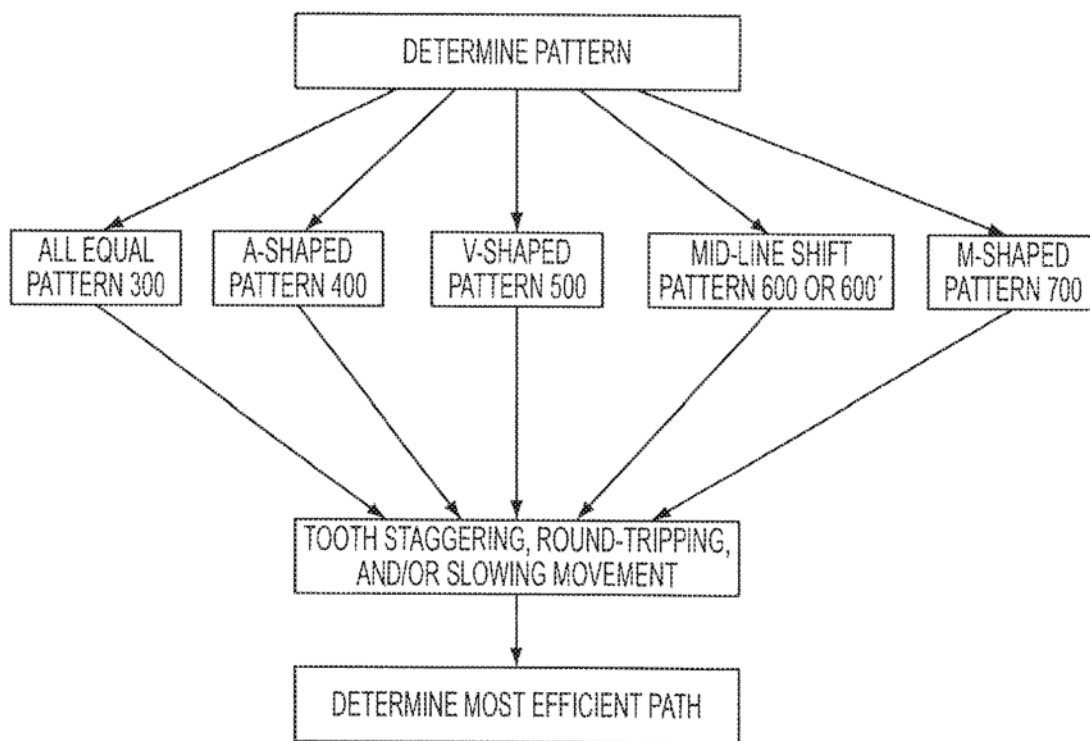 DETERMINE PATTERN
ALL EQUAL
PATTERN 300
A-SHAPED
PATTERN 400
V-SHAPED
PATTERN 500
MID-LINE SHIFT
PATTERN 600 OR 600′
M-SHAPED
PATTERN 700
TOOTH STAGGERING, ROUND-TRIPPING,
AND/OR SLOWING MOVEMENT
DETERMINE MOST EFFICIENT PATH